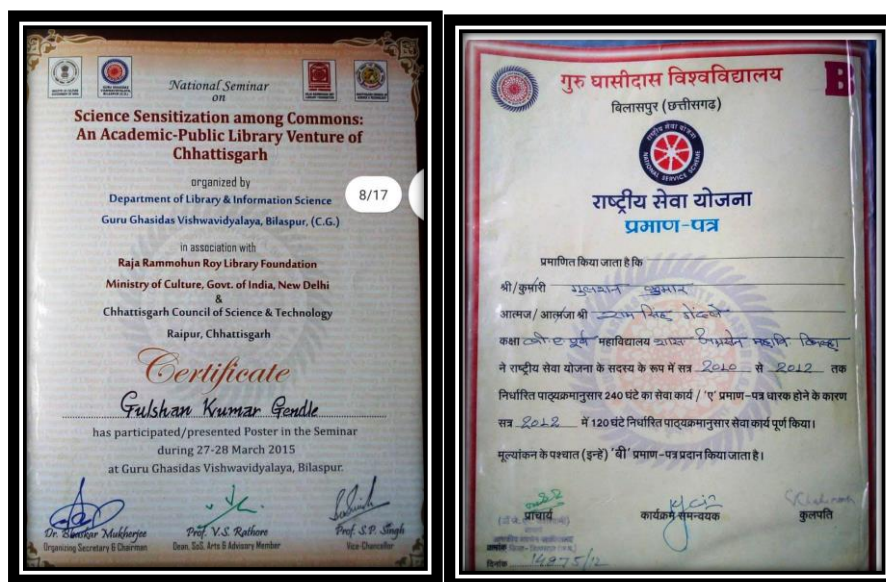 National Seminar
on
Science Sensitization among Commons:
An Academic-Public Library Venture of
Chhattisgarh
organized by
Department of Library & Information Science
Guru Ghasidas Vishwavidyalaya, Bilaspur, (C.G.)
8/17
in association with
Raja Rammohun Roy Library Foundation
Ministry of Culture, Govt. of India, New Delhi
&
Chhattisgarh Council of Science & Technology
Raipur, Chhattisgarh
Certificate
Gulshan Kumar Gendle
has participated/presented Poster in the Seminar
during 27-28 March 2015
at Guru Ghasidas Vishwavidyalaya, Bilaspur.
Dr. Bhaskar Mukherjee
Organizing Secretary & Chairman
Prof. V.S. Rathore
Dean, SoS, Arts & Advisory Member
Prof. S.P. Singh
Vice-Chancellor
गुरु घासीदास विश्वविद्यालय
B
बिलासपुर (छत्तीसगढ़)
राष्ट्रीय सेवा योजना
NATIONAL SERVICE SCHEME
राष्ट्रीय सेवा योजना
प्रमाण-पत्र
प्रमाणित किया जाता है कि
श्री/कुमारी गुलशन कुमार
आत्मज / आत्मजा श्री राम सिंह
कक्षा महाविद्यालय
ने राष्ट्रीय सेवा योजना के सदस्य के रूप में सत्र 2010 से 2012 तक
निर्धारित पाठ्यक्रमानुसार 240 घंटे का सेवा कार्य / 'ए' प्रमाण-पत्र धारक होने के कारण
सत्र 2012 में 120 घंटे निर्धारित पाठ्यक्रमानुसार सेवा कार्य पूर्ण किया।
मूल्यांकन के पश्चात (इन्हें) 'बी' प्रमाण-पत्र प्रदान किया जाता है।
प्राचार्य
कार्यक्रम समन्वयक
कुलपति
क्रमांक
दिनांक 14975/12